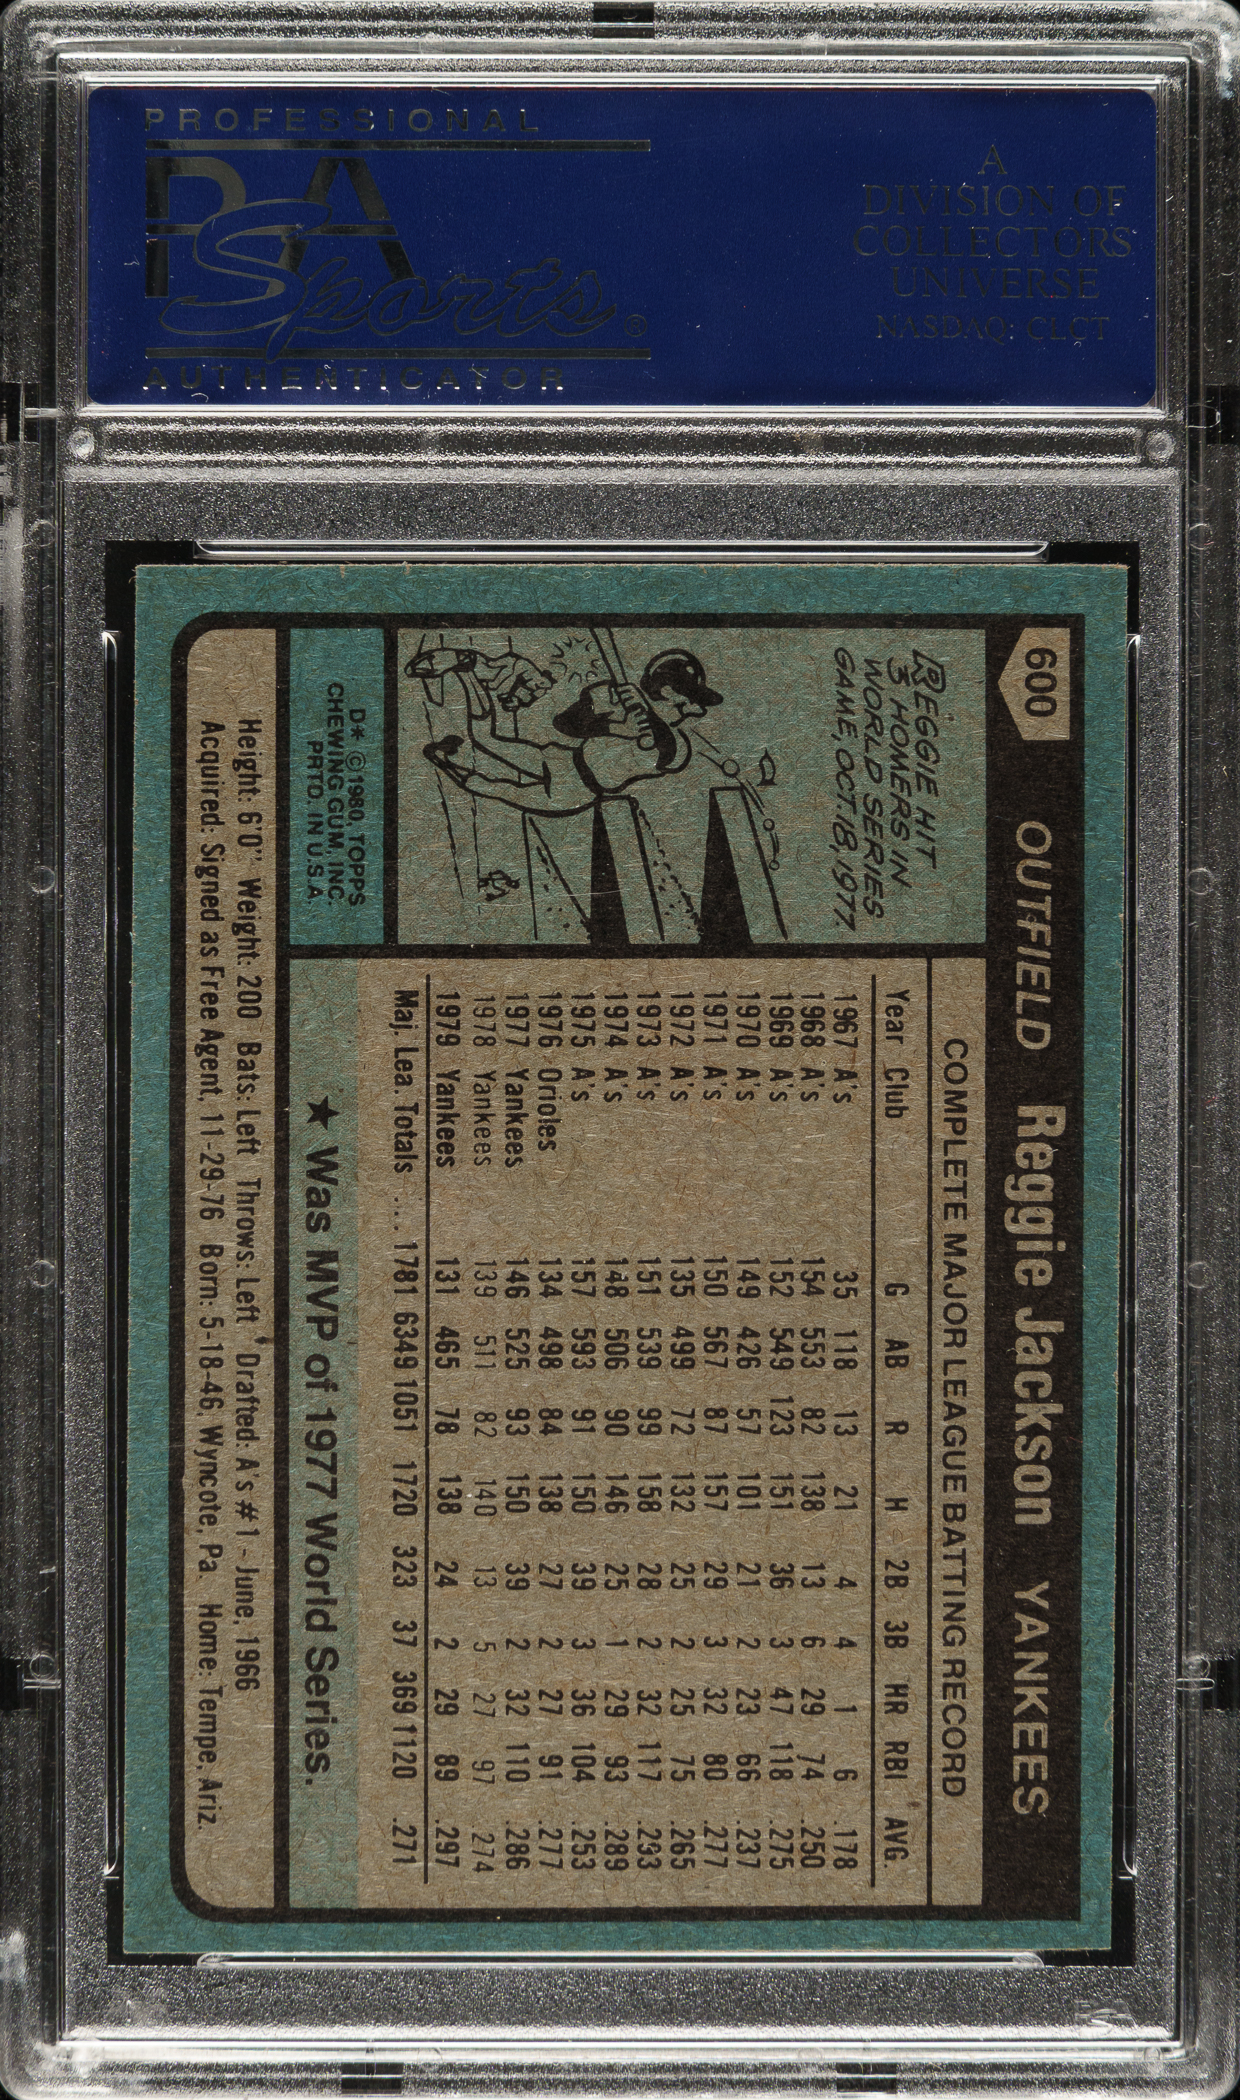 PROFESSIONAL
PSA
Sports®
AUTHENTICATOR
A
DIVISION OF
COLLECTORS
UNIVERSE
NASDAQ: CLCT
600 OUTFIELD Reggie Jackson YANKEES
REGGIE HIT
3 HOMERS IN
WORLD SERIES
GAME, OCT. 18, 1977.
D* © 1980, TOPPS
CHEWING GUM, INC.
PRTD. IN U.S.A.
COMPLETE MAJOR LEAGUE BATTING RECORD
Year Club G AB R H 2B 3B HR RBI AVG.
1967 A's 35 118 13 21 4 4 1 6 .178
1968 A's 154 553 82 138 13 6 29 74 .250
1969 A's 152 549 123 151 36 3 47 118 .275
1970 A's 149 426 57 101 21 2 23 66 .237
1971 A's 150 567 87 157 29 3 32 80 .277
1972 A's 135 499 72 132 25 2 25 75 .265
1973 A's 151 539 99 158 28 2 32 117 .293
1974 A's 148 506 90 146 25 1 29 93 .289
1975 A's 157 593 91 150 39 3 36 104 .253
1976 Orioles 134 498 84 138 27 2 27 91 .277
1977 Yankees 146 525 93 150 39 2 32 110 .286
1978 Yankees 139 511 82 140 13 5 27 97 .274
1979 Yankees 131 465 78 138 24 2 29 89 .297
Maj. Lea. Totals .... 1781 6349 1051 1720 323 37 369 1120 .271
★ Was MVP of 1977 World Series.
Height: 6'0" Weight: 200 Bats: Left Throws: Left Drafted: A's #1-June, 1966
Acquired: Signed as Free Agent, 11-29-76 Born: 5-18-46, Wyncote, Pa. Home: Tempe, Ariz.